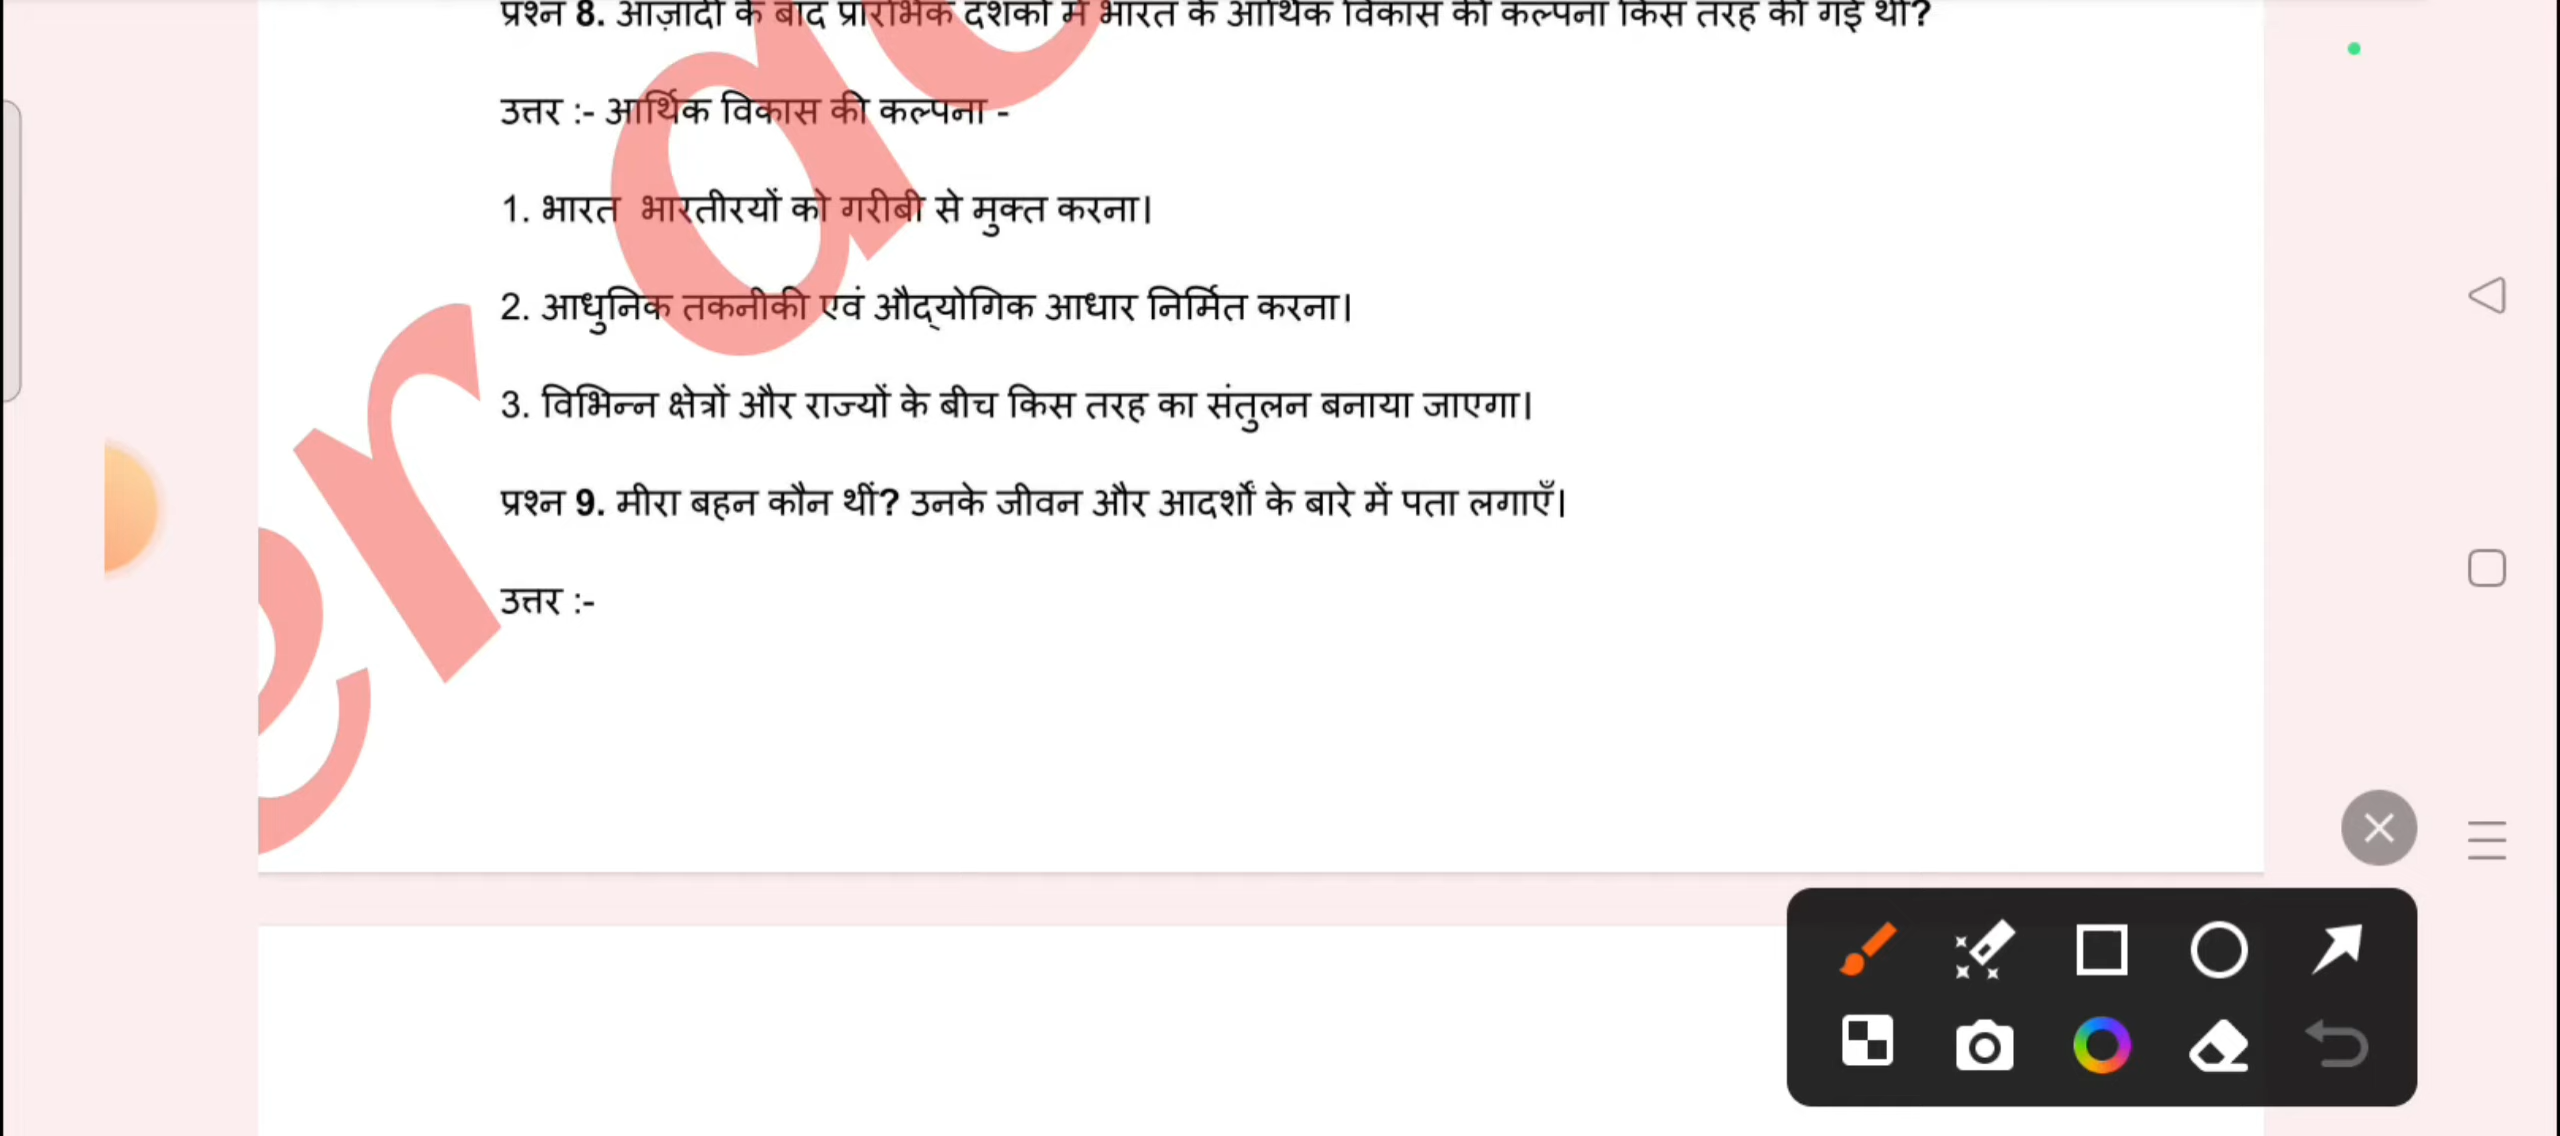 प्रश्न 8. आज़ादी के बाद प्रारंभिक दशकों में भारत के आर्थिक विकास की कल्पना किस तरह की गई थी?
उत्तर :- आर्थिक विकास की कल्पना -
1. भारत भारतीरयों को गरीबी से मुक्त करना।
2. आधुनिक तकनीकी एवं औद्योगिक आधार निर्मित करना।
3. विभिन्न क्षेत्रों और राज्यों के बीच किस तरह का संतुलन बनाया जाएगा।
प्रश्न 9. मीरा बहन कौन थीं? उनके जीवन और आदर्शों के बारे में पता लगाएँ।
उत्तर :-
er